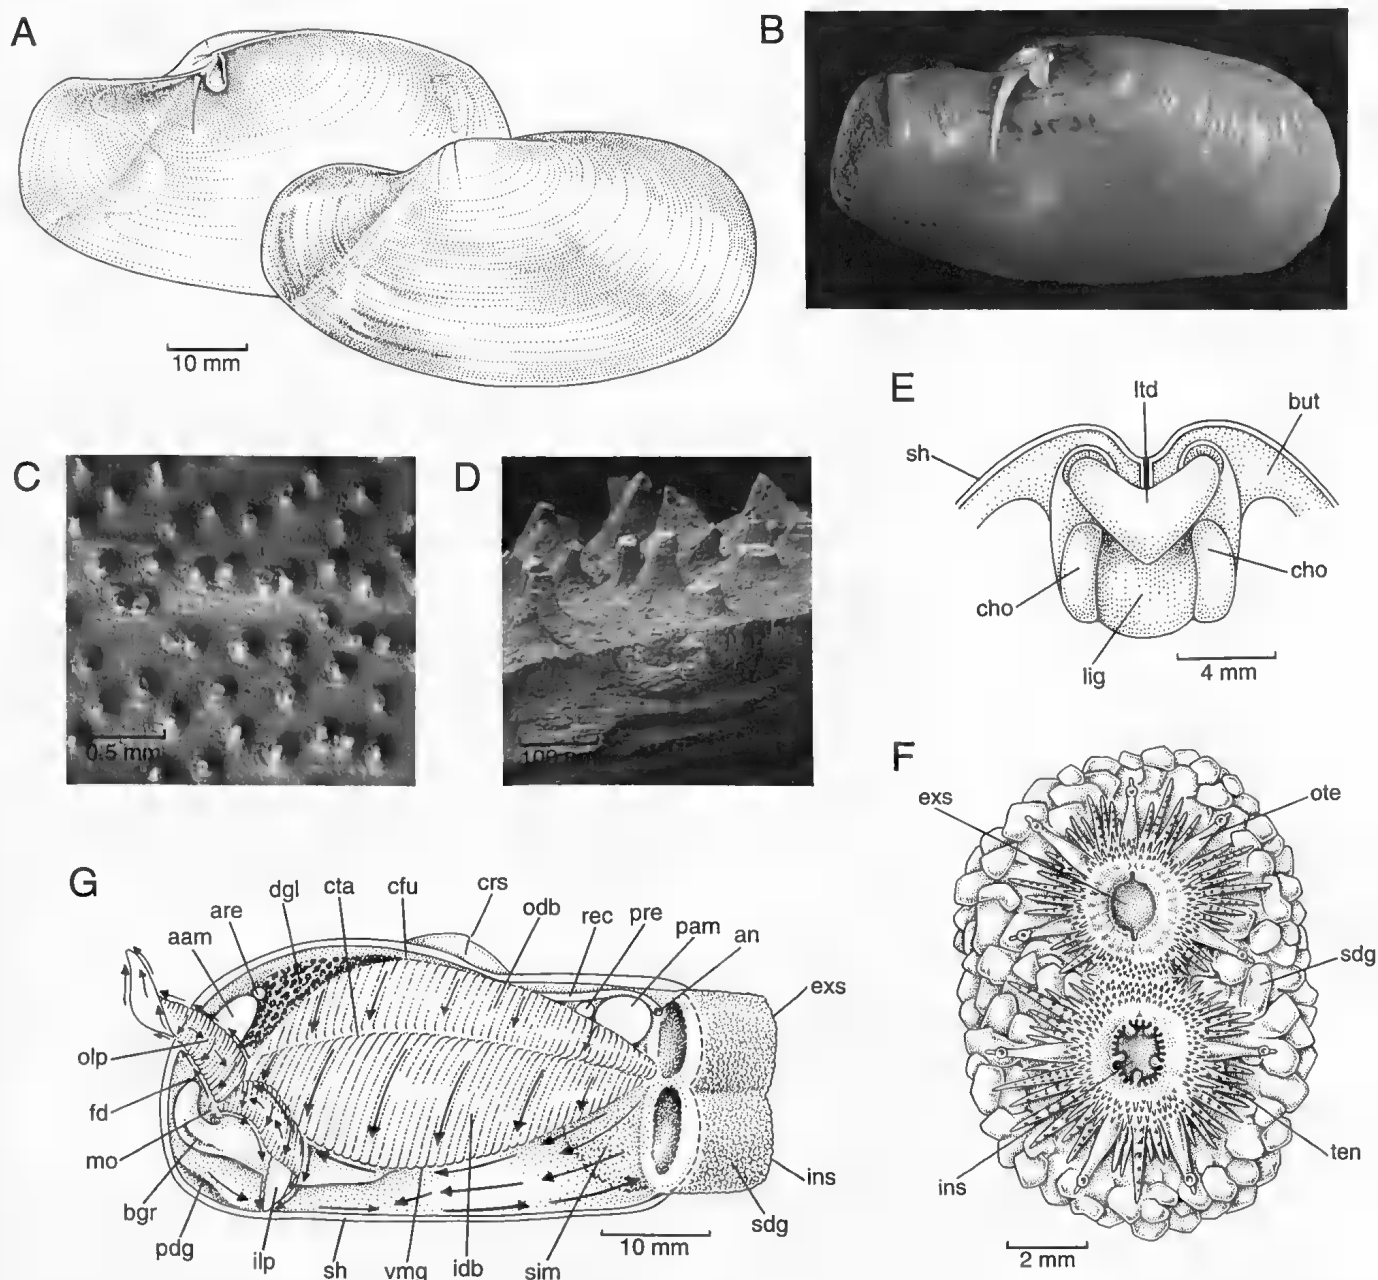 A
B
10 mm
E
ltd
but
sh
cho
cho
lig
4 mm
C
0.5 mm
D
F
exs
ote
sdg
ins
ten
2 mm
G
are
dgl
cta
cfu
crs
odb
rec
pre
pam
an
aam
exs
olp
fd
mo
bgr
pdg
ilp
sh
vmg
idb
sim
10 mm
sdg
ins